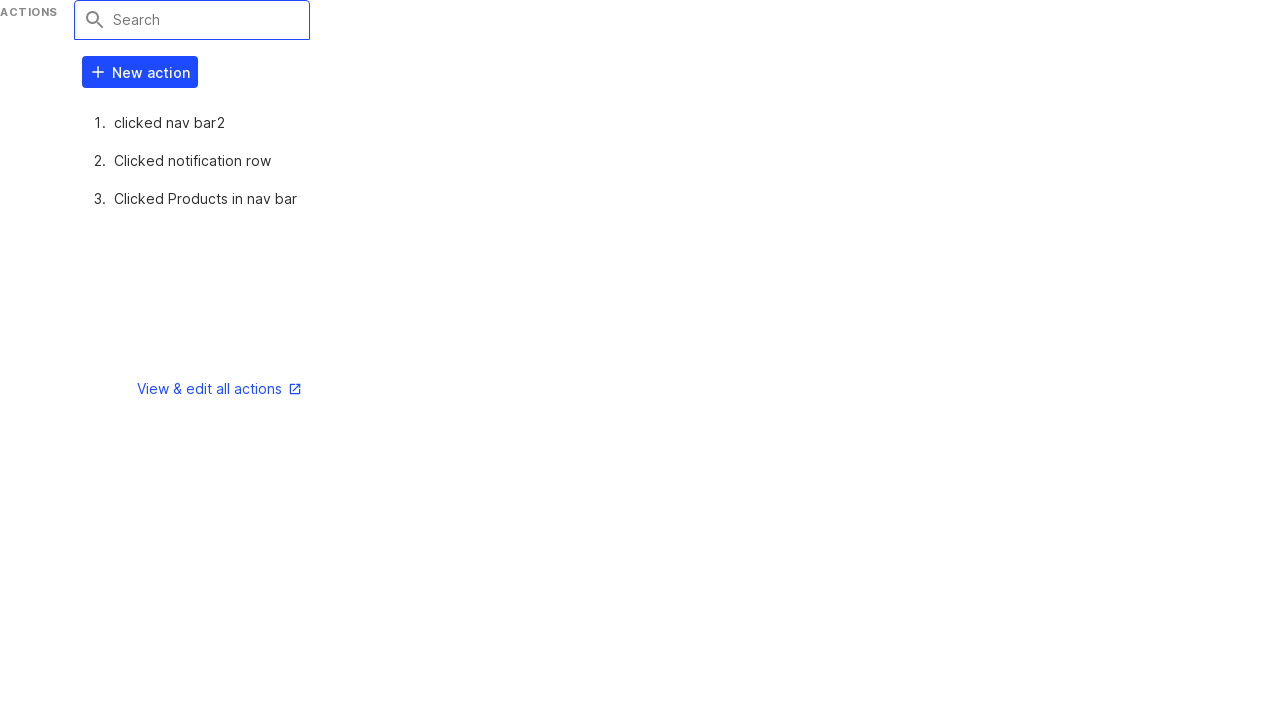 ACTIONS
Search
New action
1. clicked nav bar2
2. Clicked notification row
3. Clicked Products in nav bar
View & edit all actions